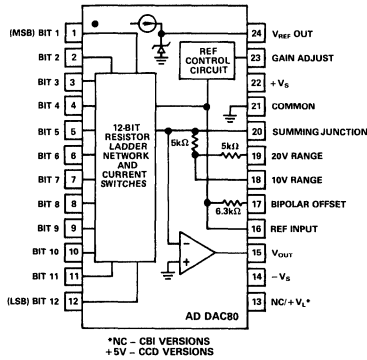 (MSB) BIT 1 1
BIT 2 2
BIT 3 3
BIT 4 4
BIT 5 5
BIT 6 6
BIT 7 7
BIT 8 8
BIT 9 9
BIT 10 10
BIT 11 11
(LSB) BIT 12 12
12-BIT
RESISTOR
LADDER
NETWORK
AND
CURRENT
SWITCHES
REF
CONTROL
CIRCUIT
5kΩ
5kΩ
6.3kΩ
−
+
AD DAC80
24 VREF OUT
23 GAIN ADJUST
22 +VS
21 COMMON
20 SUMMING JUNCTION
19 20V RANGE
18 10V RANGE
17 BIPOLAR OFFSET
16 REF INPUT
15 VOUT
14 −VS
13 NC/+VL*
*NC – CBI VERSIONS
+5V – CCD VERSIONS